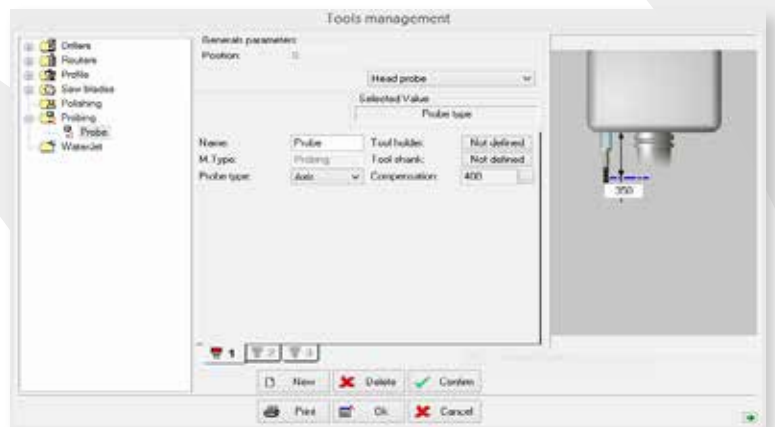 Tools management
Drillers
Routers
Profile
Saw blades
Polishing
Probing
Probe
WaterJet
Generals parameters
Position:
Head probe
Selected Value
Probe type
Name: Probe Tool holder: Not defined
M.Type: Probing Tool shank: Not defined
Probe type: Axis Compensation: 400
350
1 2 3
New Delete Confirm
Print Ok Cancel